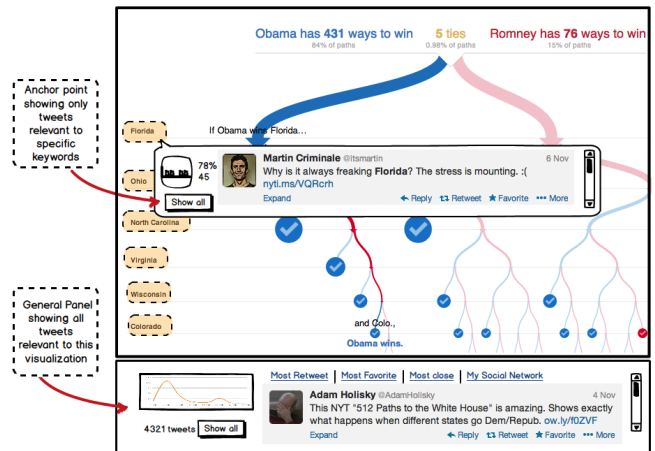 Obama has 431 ways to win
84% of paths
5 ties
0.98% of paths
Romney has 76 ways to win
15% of paths
Anchor point
showing only
tweets
relevant to
specific
keywords
Florida
If Obama wins Florida...
78%
45
Show all
Martin Criminale @itsmartin
6 Nov
Why is it always freaking Florida? The stress is mounting. :(
nyti.ms/VQRcrh
Expand
Reply
Retweet
Favorite
More
Ohio
North Carolina
Virginia
Wisconsin
Colorado
and Colo.,
Obama wins.
General Panel
showing all
tweets
relevant to this
visualization
4321 tweets
Show all
Most Retweet
Most Favorite
Most close
My Social Network
Adam Holisky @AdamHolisky
4 Nov
This NYT "512 Paths to the White House" is amazing. Shows exactly
what happens when different states go Dem/Repub. ow.ly/f0ZVF
Expand
Reply
Retweet
Favorite
More